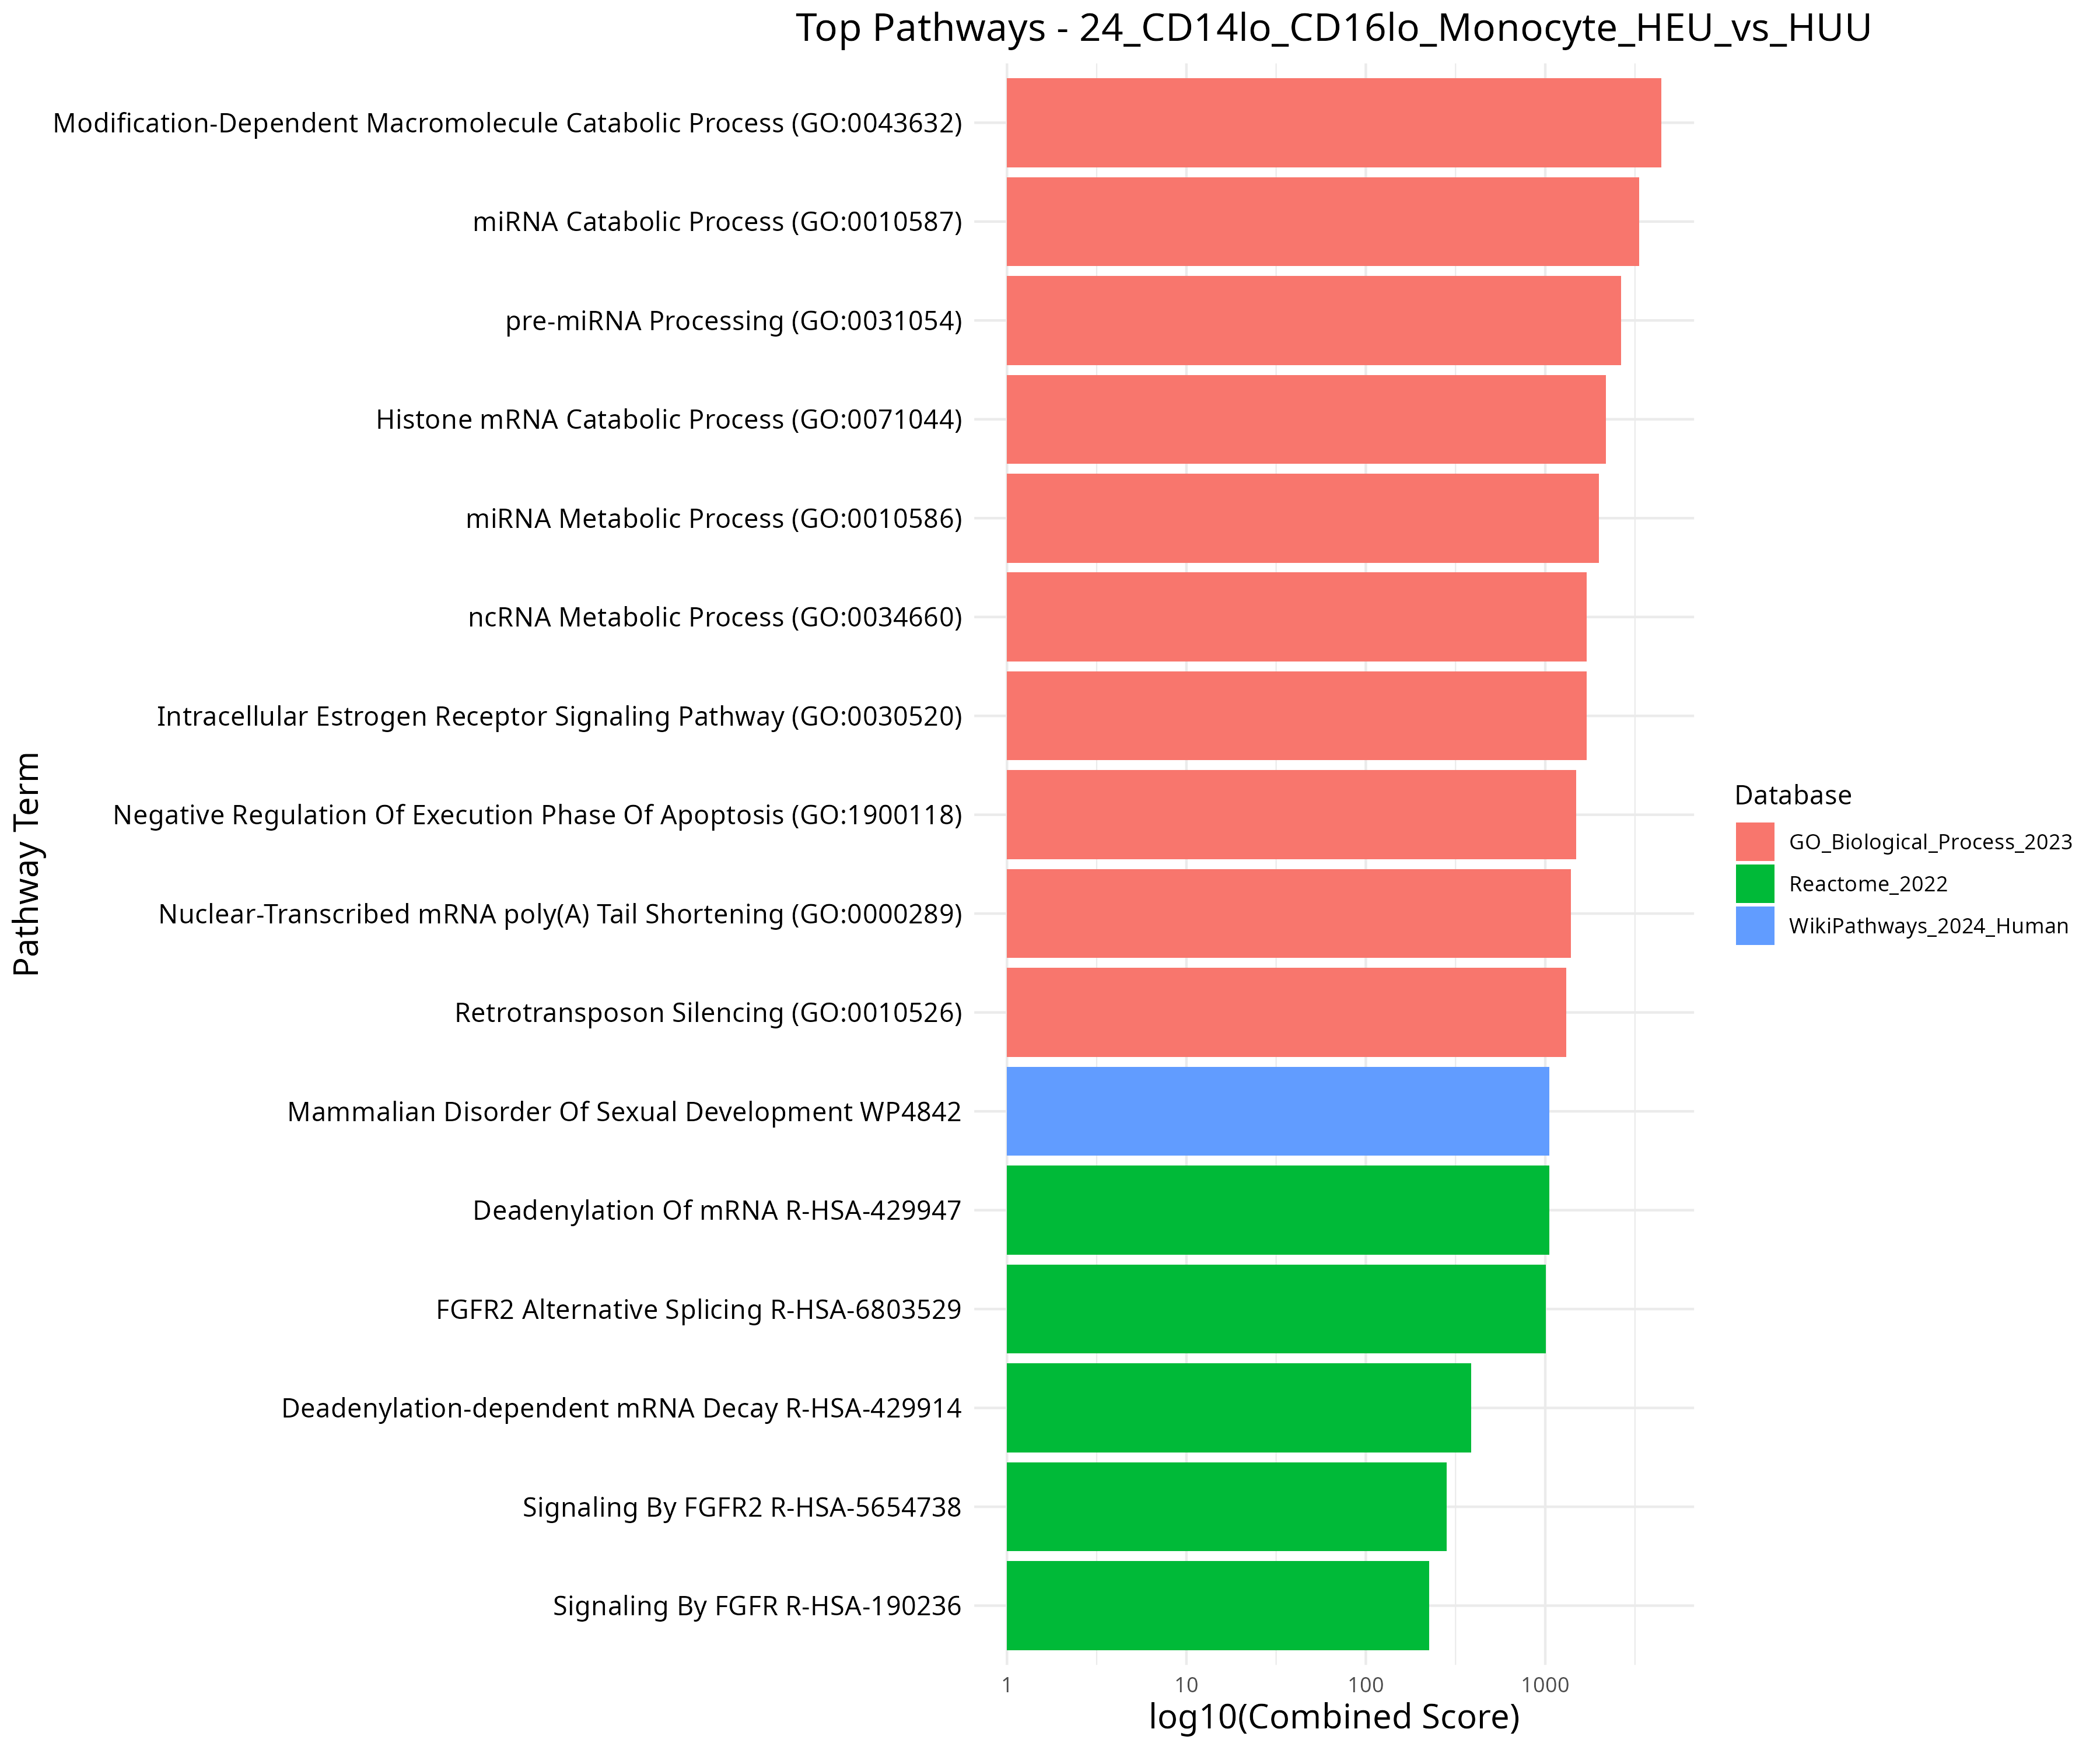 Top Pathways - 24_CD14lo_CD16lo_Monocyte_HEU_vs_HUU
Pathway Term
Modification-Dependent Macromolecule Catabolic Process (GO:0043632)
miRNA Catabolic Process (GO:0010587)
pre-miRNA Processing (GO:0031054)
Histone mRNA Catabolic Process (GO:0071044)
miRNA Metabolic Process (GO:0010586)
ncRNA Metabolic Process (GO:0034660)
Intracellular Estrogen Receptor Signaling Pathway (GO:0030520)
Negative Regulation Of Execution Phase Of Apoptosis (GO:1900118)
Nuclear-Transcribed mRNA poly(A) Tail Shortening (GO:0000289)
Retrotransposon Silencing (GO:0010526)
Mammalian Disorder Of Sexual Development WP4842
Deadenylation Of mRNA R-HSA-429947
FGFR2 Alternative Splicing R-HSA-6803529
Deadenylation-dependent mRNA Decay R-HSA-429914
Signaling By FGFR2 R-HSA-5654738
Signaling By FGFR R-HSA-190236
1 10 100 1000
log10(Combined Score)
Database
GO_Biological_Process_2023
Reactome_2022
WikiPathways_2024_Human